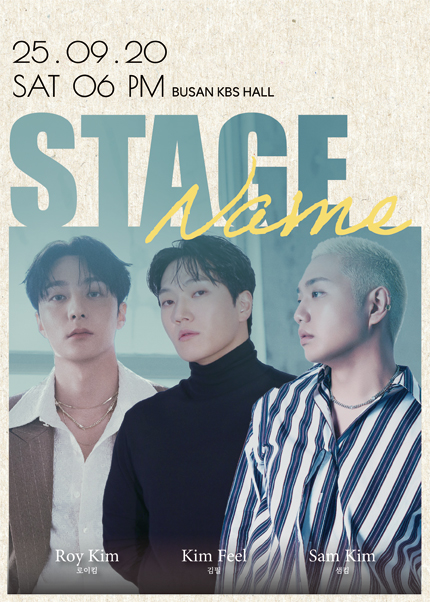 25.09.20
SAT 06 PM BUSAN KBS HALL
STAGE
Name
Roy Kim Kim Feel Sam Kim
로이킴 김필 샘김